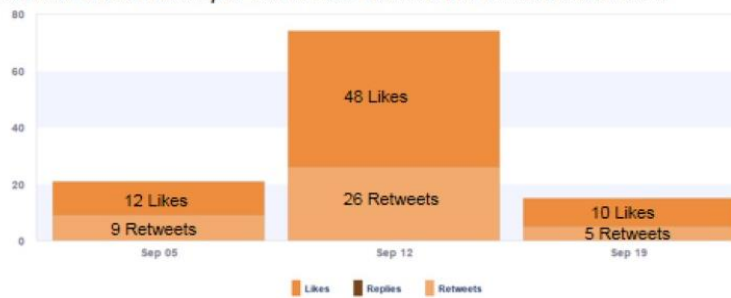 80
60
48 Likes
40
26 Retweets
20
12 Likes
10 Likes
9 Retweets
5 Retweets
0
Sep 05 Sep 12 Sep 19
Likes Replies Retweets